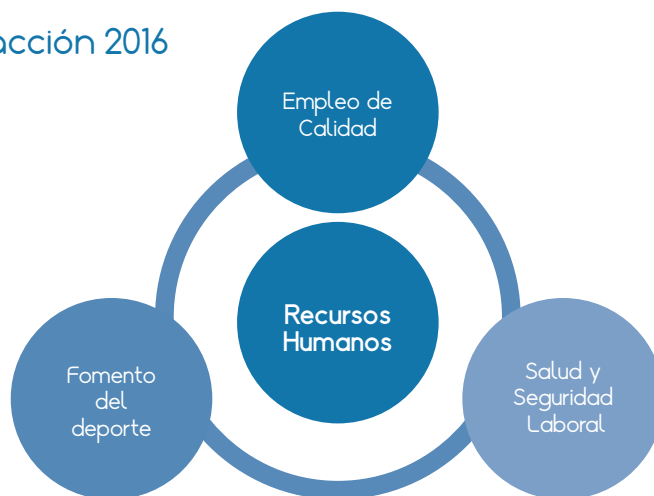 acción 2016
Empleo de
Calidad
Recursos
Humanos
Fomento
del
deporte
Salud y
Seguridad
Laboral